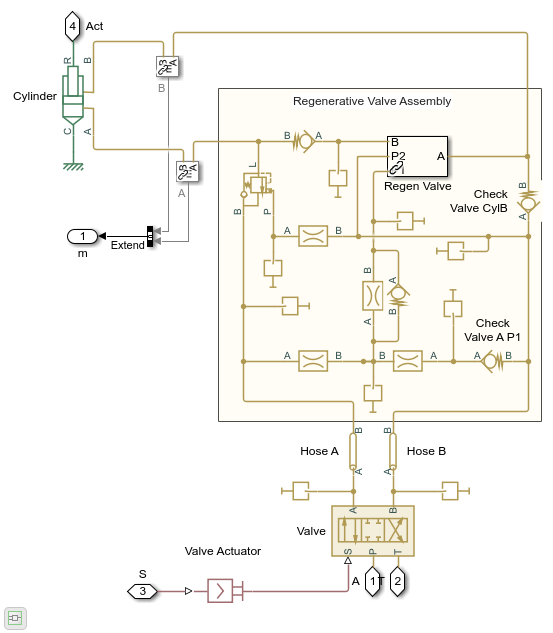 4 Act
R B
B A
B
Cylinder
C A
Regenerative Valve Assembly
B A
B
P2 A
Regen Valve
B A
A
L
B P
Check
Valve CylB
B
A
1
m
Extend
A B
B
A
B
A
Check
Valve A P1
A B B A A B
B B
Hose A Hose B
A A
A B
Valve
S P T
Valve Actuator
S
3
A 1 T 2